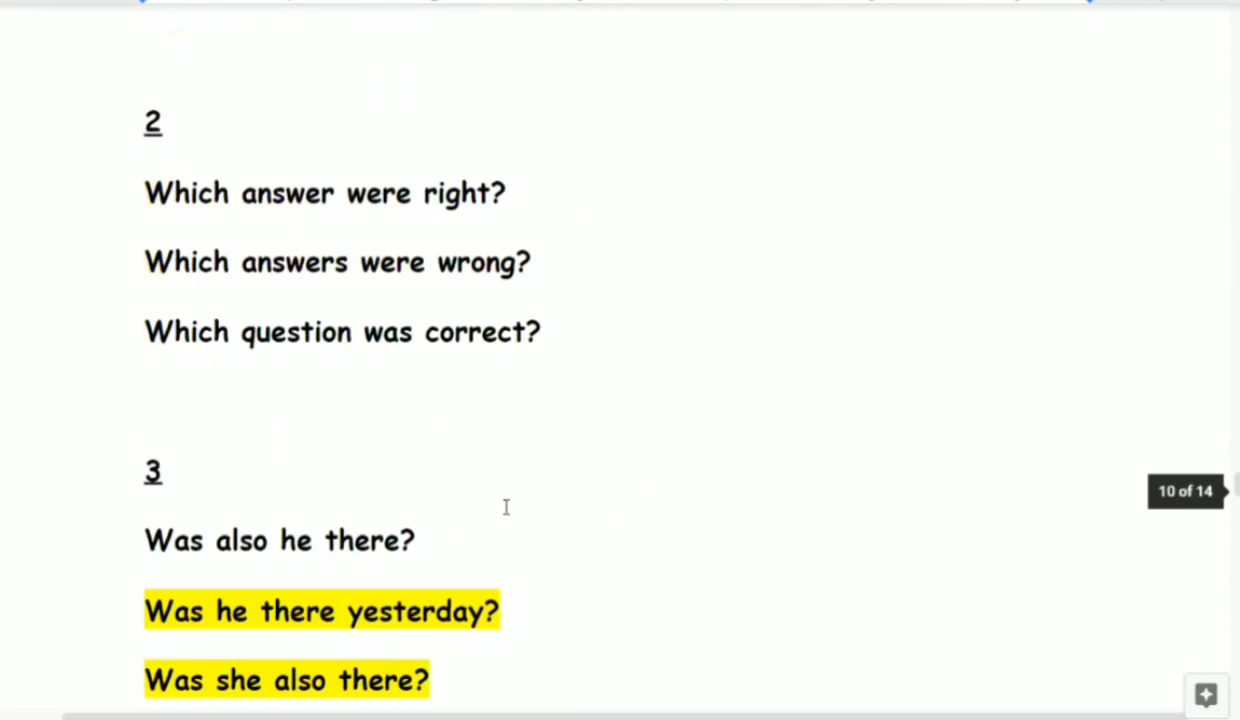 2
Which answer were right?
Which answers were wrong?
Which question was correct?
3
Was also he there?
10 of 14
Was he there yesterday?
Was she also there?